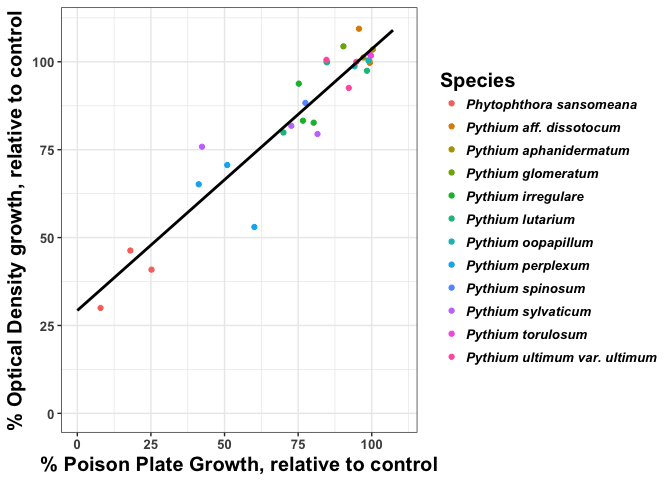 % Optical Density growth, relative to control
100
75
50
25
0
0 25 50 75 100
% Poison Plate Growth, relative to control
Species
Phytophthora sansomeana
Pythium aff. dissotocum
Pythium aphanidermatum
Pythium glomeratum
Pythium irregulare
Pythium lutarium
Pythium oopapillum
Pythium perplexum
Pythium spinosum
Pythium sylvaticum
Pythium torulosum
Pythium ultimum var. ultimum